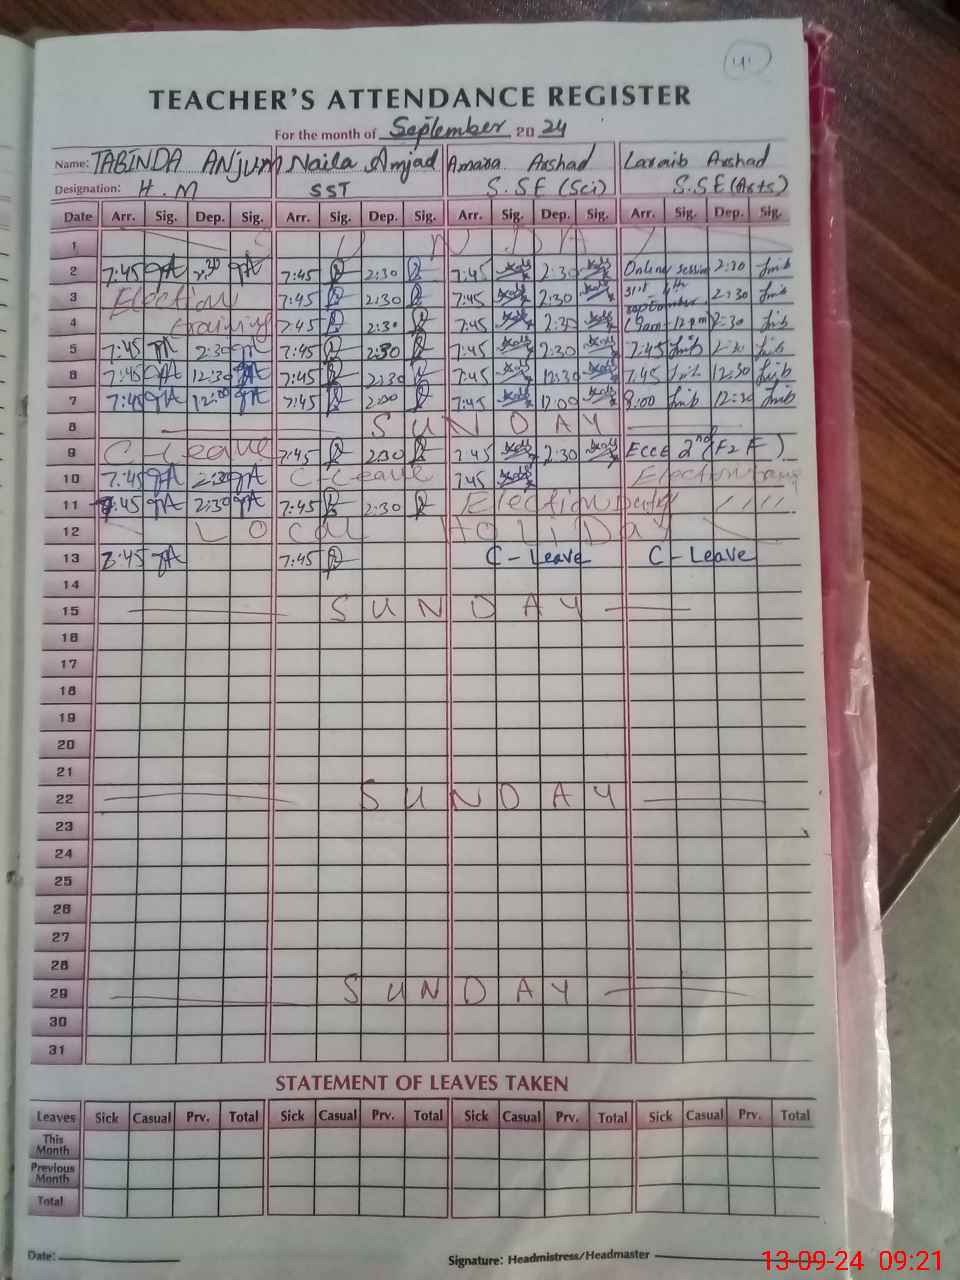 41
TEACHER'S ATTENDANCE REGISTER
For the month of September 2024
Name: TABINDA ANjum Naila Amjad Amara Arshad Laraib Arshad
Designation: H.M SST S.SE (Sci) S.SE (Arts)
Date Arr. Sig. Dep. Sig. Arr. Sig. Dep. Sig. Arr. Sig. Dep. Sig. Arr. Sig. Dep. Sig.
1 S U N D A Y
2 7:45 2:30 7:45 2:30 7:45 2:30 Online session 2:30
3 Election 7:45 2:30 7:45 2:30 31st 4th September 2:30
4 training 7:45 2:30 7:45 2:30 (9am - 12pm) 2:30
5 7:45 2:30 7:45 2:30 7:45 2:30 7:45 2:30
6 7:45 12:30 7:45 7:45 12:30 7:45 12:30
7 7:45 12:00 7:45 7:45 12:00 8:00 12:30
8 S U N D A Y
9 C-Leave 7:45 2:30 7:45 2:30 ECCE 2nd (F2F)
10 7:45 2:30 C-Leave 7:45 Election
11 7:45 2:30 7:45 2:30 Election Duty
12 LOCAL HOLIDAY
13 7:45 C - Leave C - Leave
14
15 S U N D A Y
16
17
18
19
20
21
22 S U N D A Y
23
24
25
26
27
28
29 S U N D A Y
30
31
STATEMENT OF LEAVES TAKEN
Leaves Sick Casual Prv. Total Sick Casual Prv. Total Sick Casual Prv. Total Sick Casual Prv. Total
This Month
Previous Month
Total
Date:
Signature: Headmistress/Headmaster
13-09-24 09:21